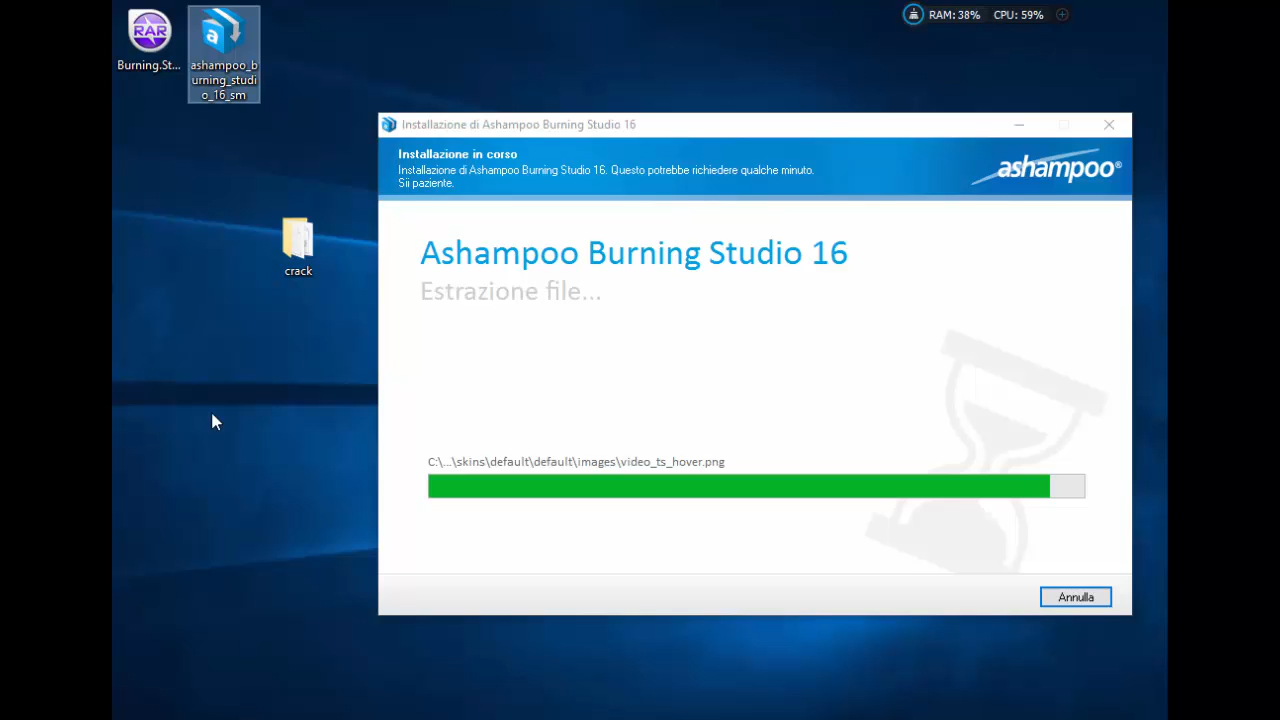 RAM: 38% CPU: 59%
RAR
Burning.St...
a
ashampoo_b
urning_studi
o_16_sm
crack
Installazione di Ashampoo Burning Studio 16
Installazione in corso
Installazione di Ashampoo Burning Studio 16. Questo potrebbe richiedere qualche minuto.
Sii paziente.
ashampoo®
Ashampoo Burning Studio 16
Estrazione file...
C:\...\skins\default\default\images\video_ts_hover.png
Annulla